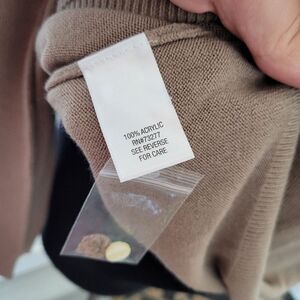 100% ACRYLIC
RN#73277
SEE REVERSE
FOR CARE